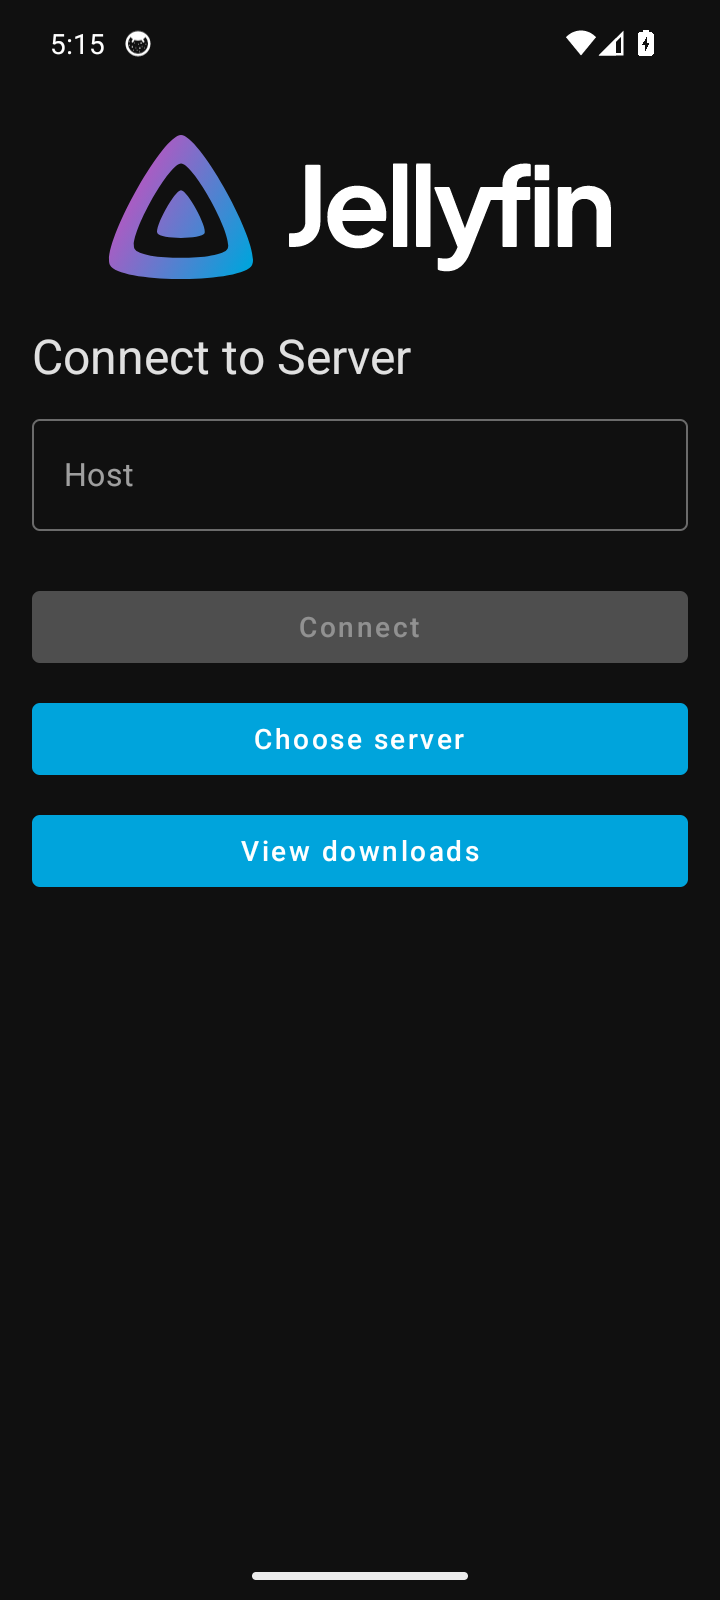 5:15
Jellyfin
Connect to Server
Host
Connect
Choose server
View downloads